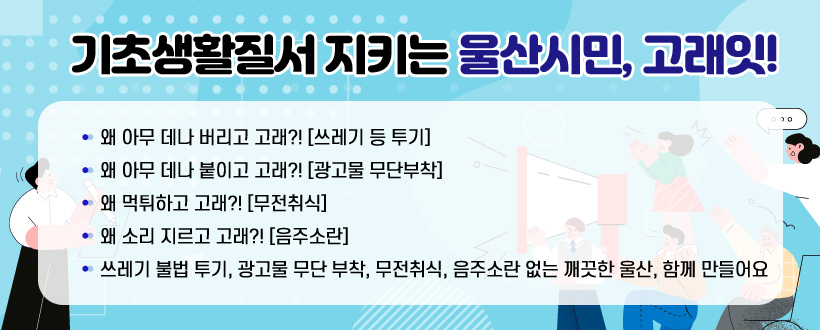 기초생활질서 지키는 울산시민, 고래잇!
• 왜 아무 데나 버리고 고래?! [쓰레기 등 투기]
• 왜 아무 데나 붙이고 고래?! [광고물 무단부착]
• 왜 먹튀하고 고래?! [무전취식]
• 왜 소리 지르고 고래?! [음주소란]
• 쓰레기 불법 투기, 광고물 무단 부착, 무전취식, 음주소란 없는 깨끗한 울산, 함께 만들어요